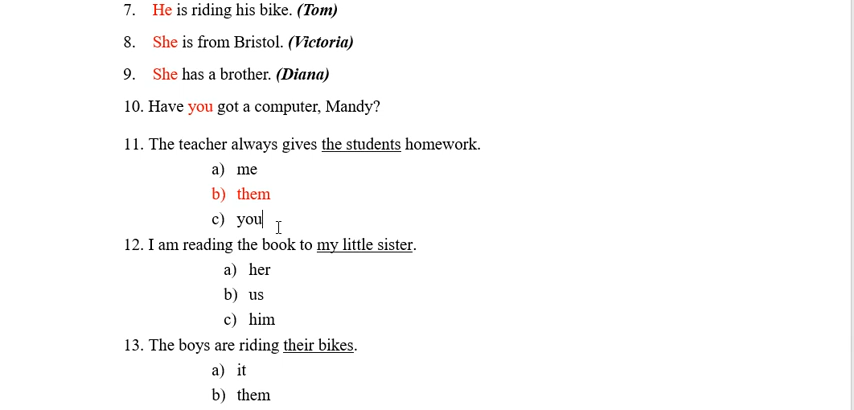 7. He is riding his bike. (Tom)
8. She is from Bristol. (Victoria)
9. She has a brother. (Diana)
10. Have you got a computer, Mandy?
11. The teacher always gives the students homework.
a) me
b) them
c) you
12. I am reading the book to my little sister.
a) her
b) us
c) him
13. The boys are riding their bikes.
a) it
b) them